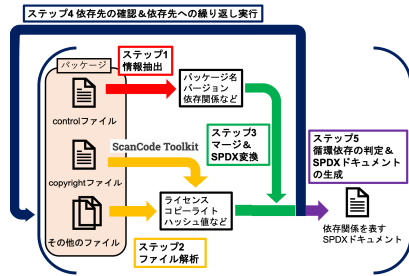 ステップ4 依存先の確認&依存先への繰り返し実行
パッケージ
controlファイル
copyrightファイル
その他のファイル
ステップ1
情報抽出
パッケージ名
バージョン
依存関係など
ScanCode Toolkit
ステップ3
マージ&
SPDX変換
ライセンス
コピーライト
ハッシュ値など
ステップ2
ファイル解析
ステップ5
循環依存の判定&
SPDXドキュメント
の生成
依存関係を表す
SPDXドキュメント